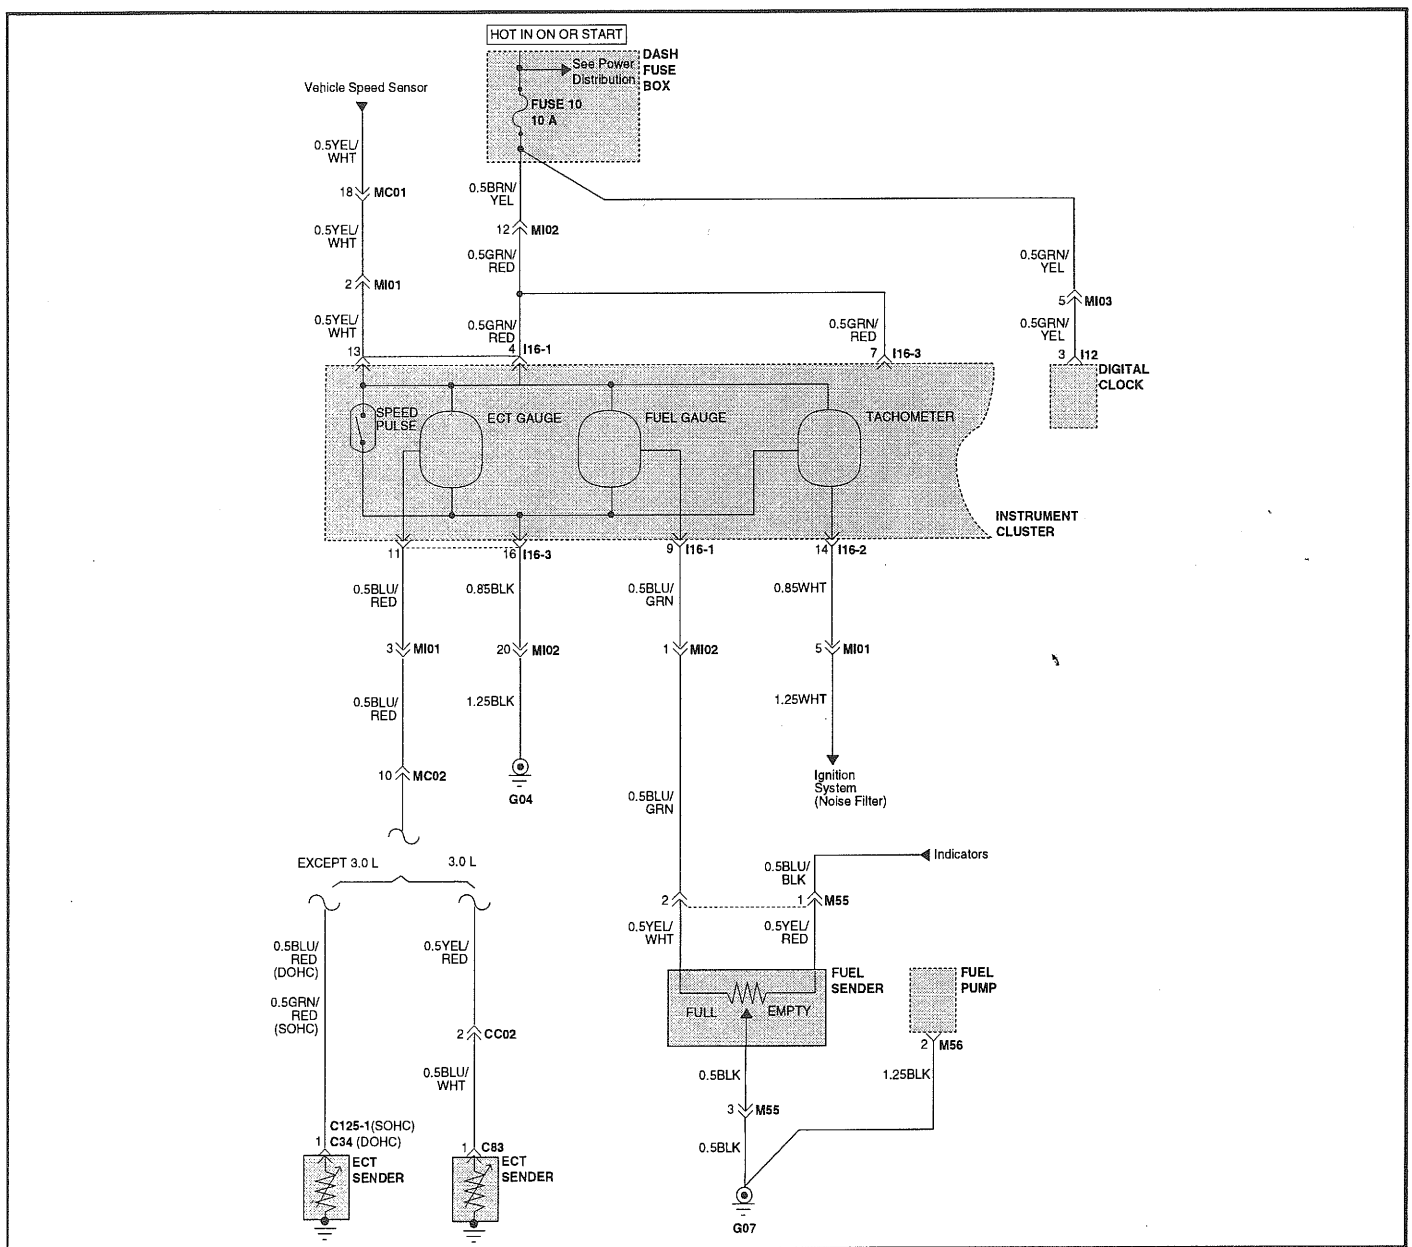 HOT IN ON OR START
DASH
FUSE
BOX
See Power
Distribution
FUSE 10
10 A
Vehicle Speed Sensor
0.5YEL/
WHT
18 MC01
0.5YEL/
WHT
2 MI01
0.5YEL/
WHT
13
0.5BRN/
YEL
12 MI02
0.5GRN/
RED
0.5GRN/
RED
4 I16-1
0.5GRN/
RED
7 I16-3
0.5GRN/
YEL
5 MI03
0.5GRN/
YEL
3 I12
DIGITAL
CLOCK
SPEED
PULSE
ECT GAUGE
FUEL GAUGE
TACHOMETER
INSTRUMENT
CLUSTER
11
16 I16-3
9 I16-1
14 I16-2
0.5BLU/
RED
0.85BLK
0.5BLU/
GRN
0.85WHT
3 MI01
20 MI02
1 MI02
5 MI01
0.5BLU/
RED
1.25BLK
1.25WHT
10 MC02
G04
0.5BLU/
GRN
Ignition
System
(Noise Filter)
EXCEPT 3.0 L
3.0 L
Indicators
0.5BLU/
BLK
2
1 M55
0.5YEL/
WHT
0.5YEL/
RED
0.5BLU/
RED
(DOHC)
0.5GRN/
RED
(SOHC)
0.5YEL/
RED
2 CC02
0.5BLU/
WHT
FUEL
SENDER
FULL
EMPTY
FUEL
PUMP
2 M56
0.5BLK
1.25BLK
3 M55
0.5BLK
G07
C125-1(SOHC)
1 C34 (DOHC)
ECT
SENDER
1 C83
ECT
SENDER